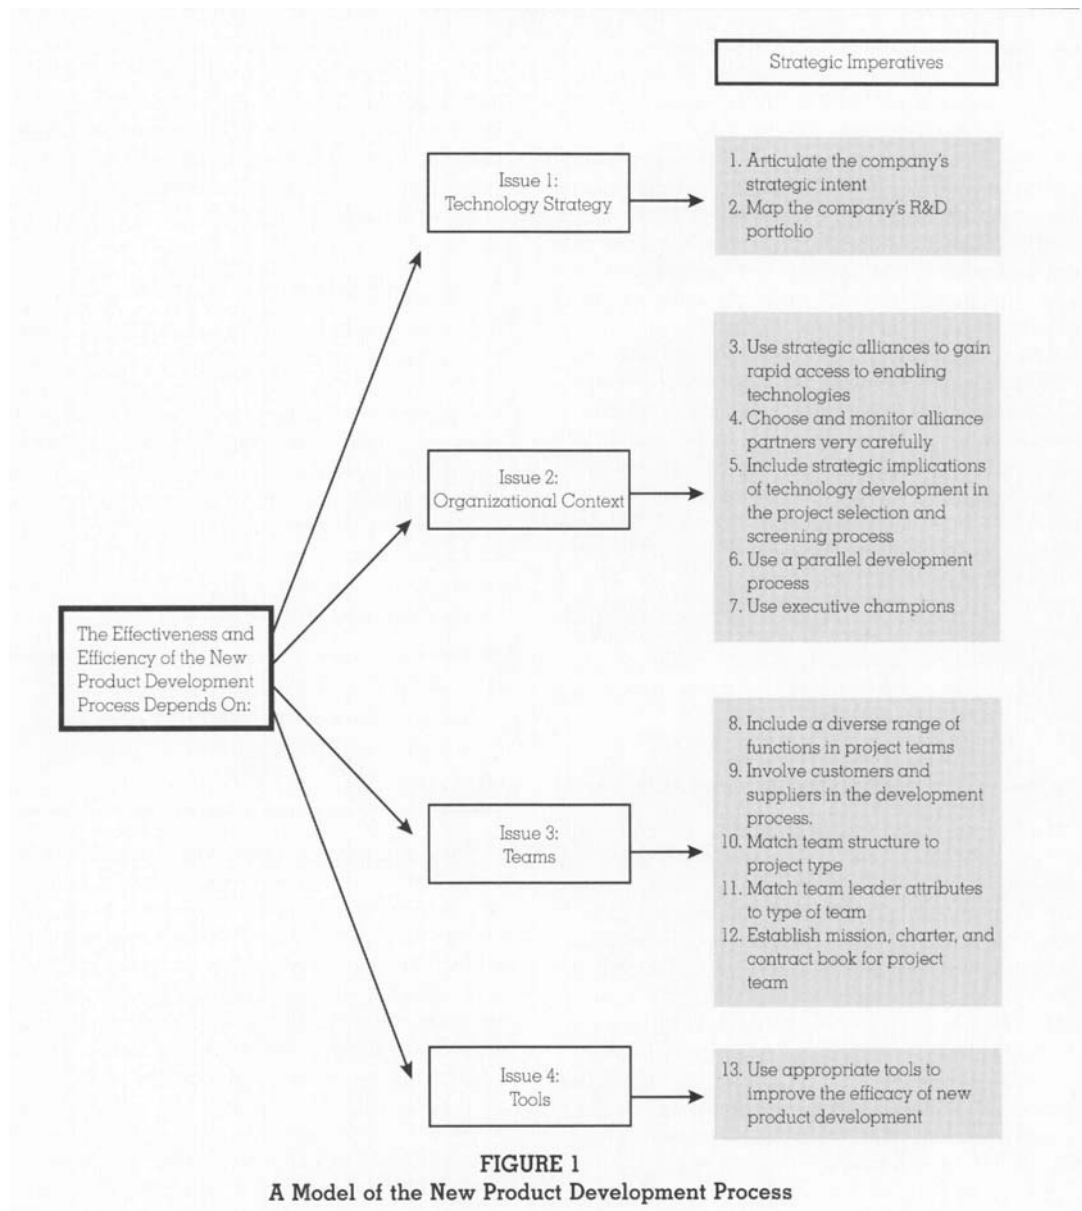 Strategic Imperatives
Issue 1:
Technology Strategy
1. Articulate the company's
strategic intent
2. Map the company's R&D
portfolio
Issue 2:
Organizational Context
3. Use strategic alliances to gain
rapid access to enabling
technologies
4. Choose and monitor alliance
partners very carefully
5. Include strategic implications
of technology development in
the project selection and
screening process
6. Use a parallel development
process
7. Use executive champions
The Effectiveness and
Efficiency of the New
Product Development
Process Depends On:
Issue 3:
Teams
8. Include a diverse range of
functions in project teams
9. Involve customers and
suppliers in the development
process.
10. Match team structure to
project type
11. Match team leader attributes
to type of team
12. Establish mission, charter, and
contract book for project
team
Issue 4:
Tools
13. Use appropriate tools to
improve the efficacy of new
product development
FIGURE 1
A Model of the New Product Development Process